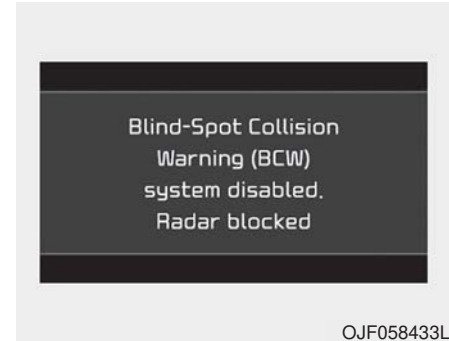 Blind-Spot Collision
Warning (BCW)
system disabled.
Radar blocked
OJF058433L